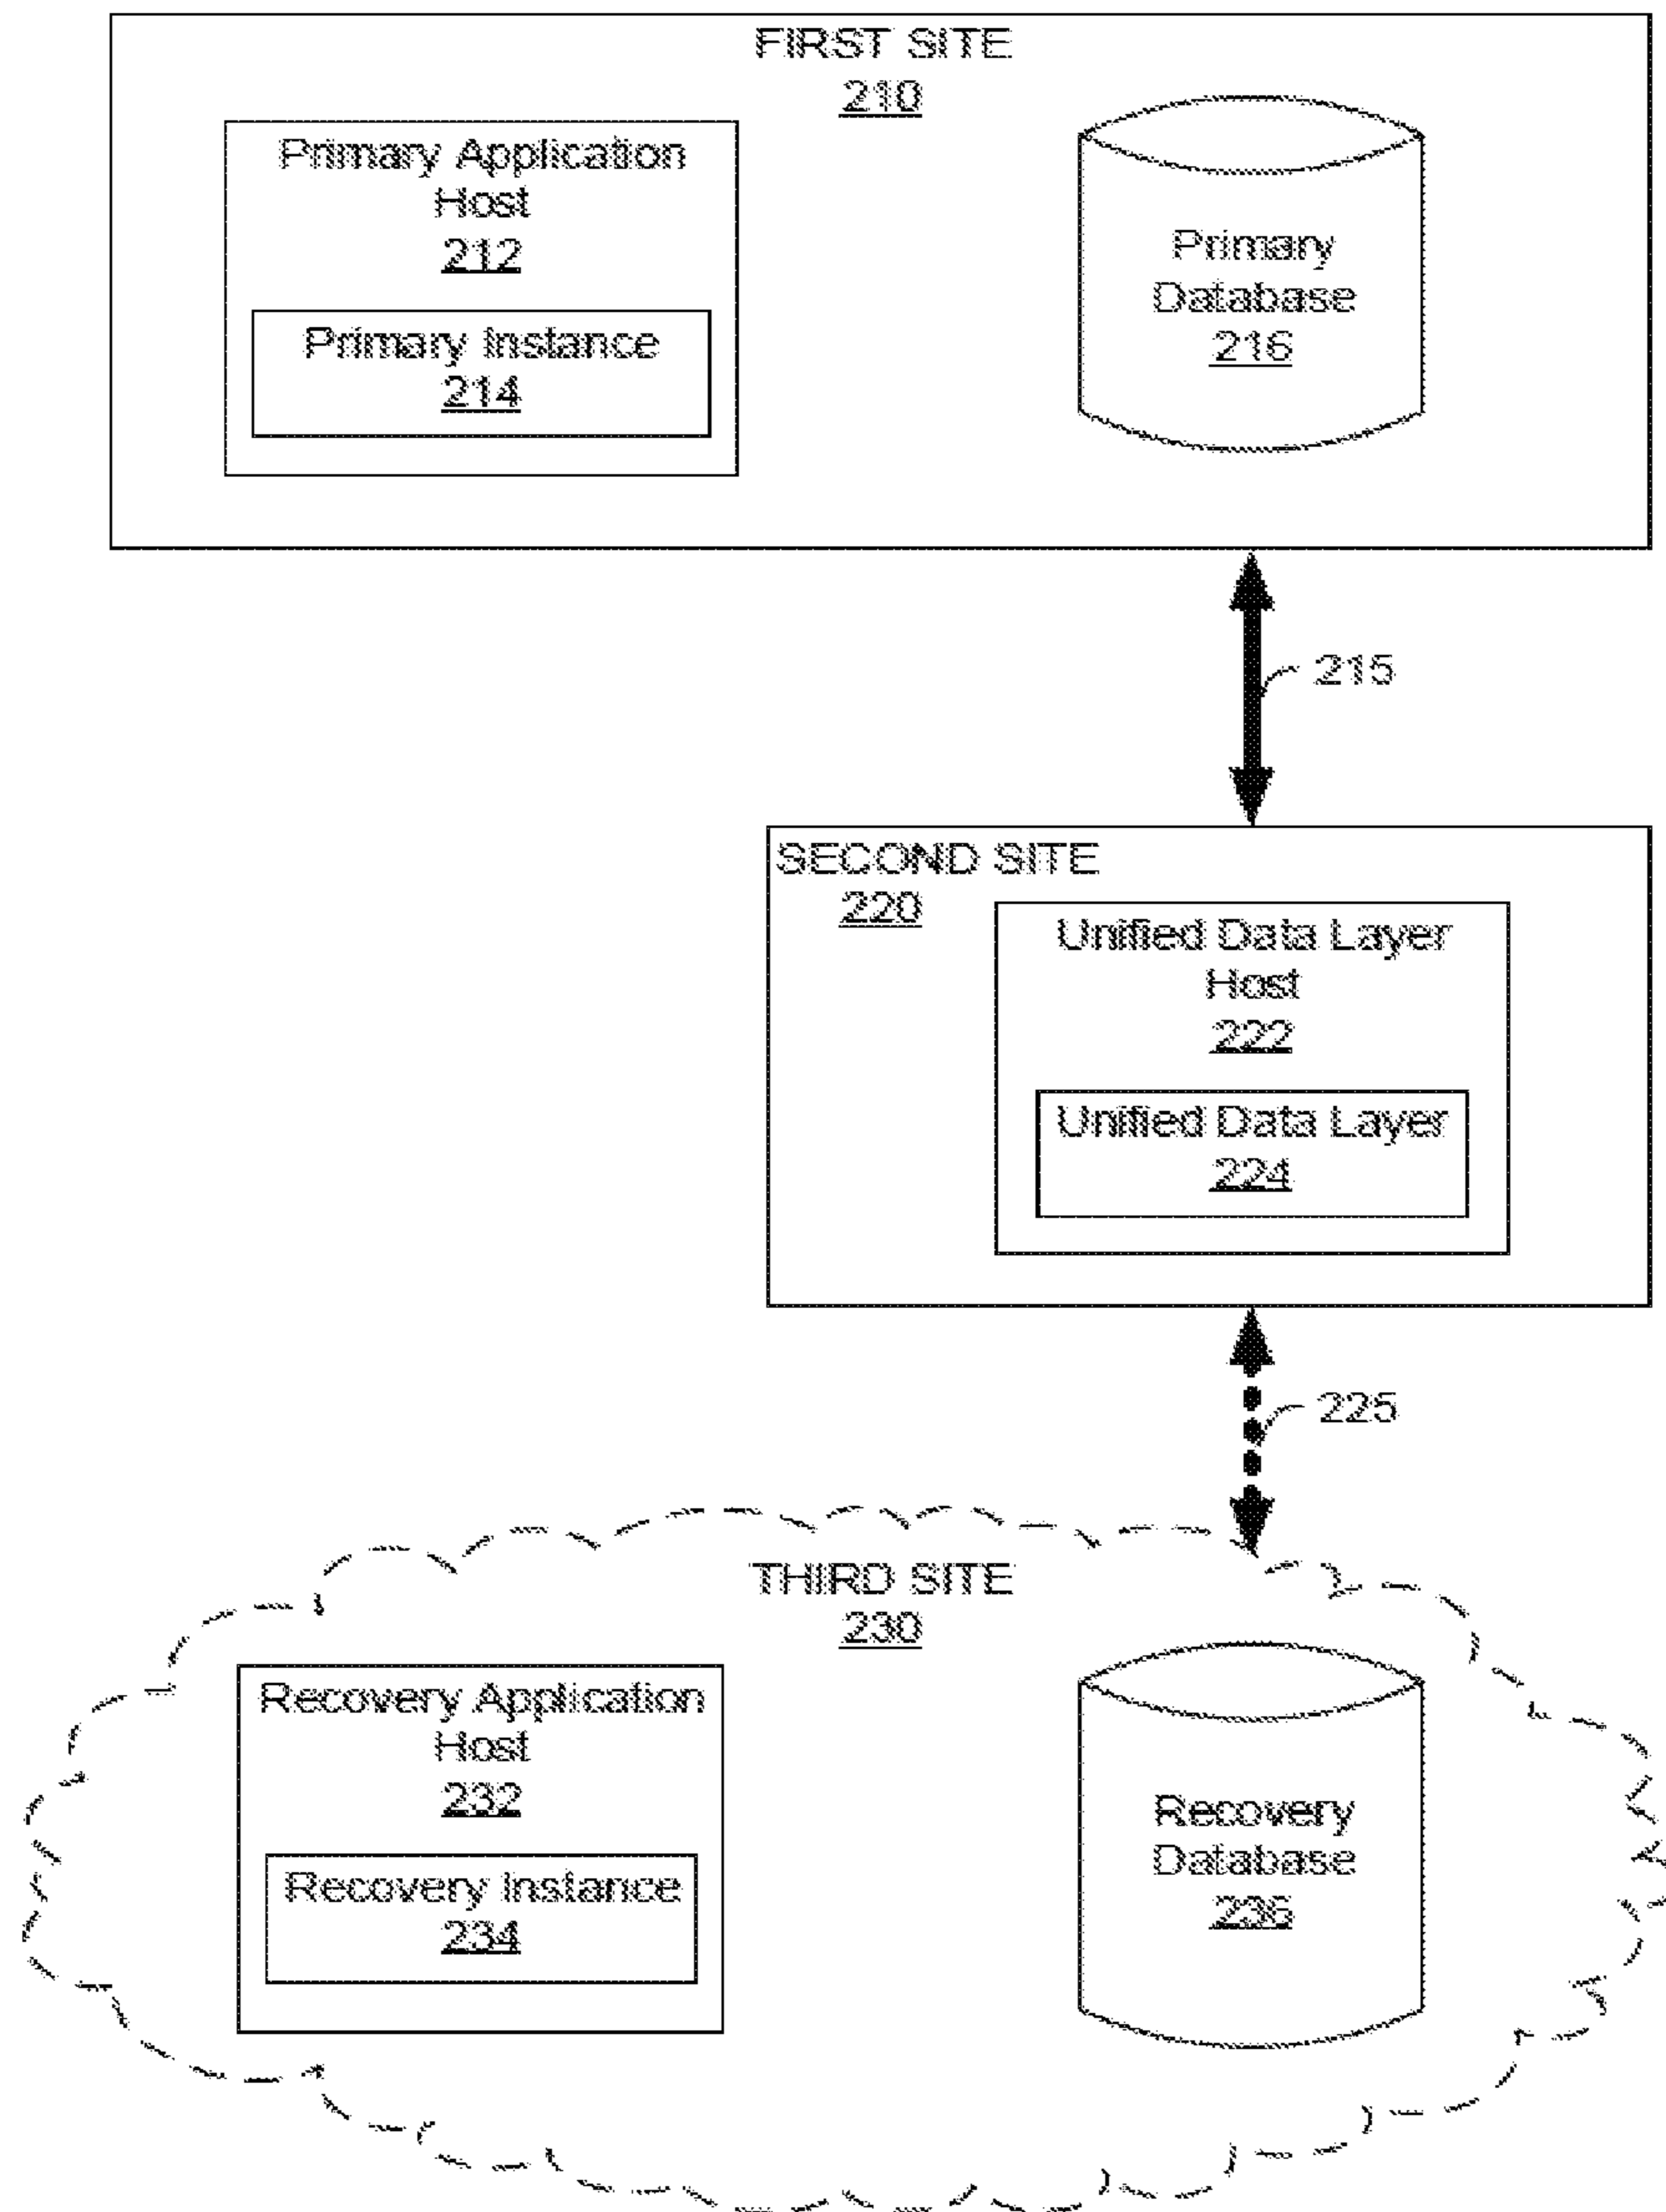 FIRST SITE
210
Primary Application
Host
212
Primary Instance
214
Primary
Database
216
215
SECOND SITE
220
Unified Data Layer
Host
222
Unified Data Layer
224
225
THIRD SITE
230
Recovery Application
Host
232
Recovery Instance
234
Recovery
Database
236